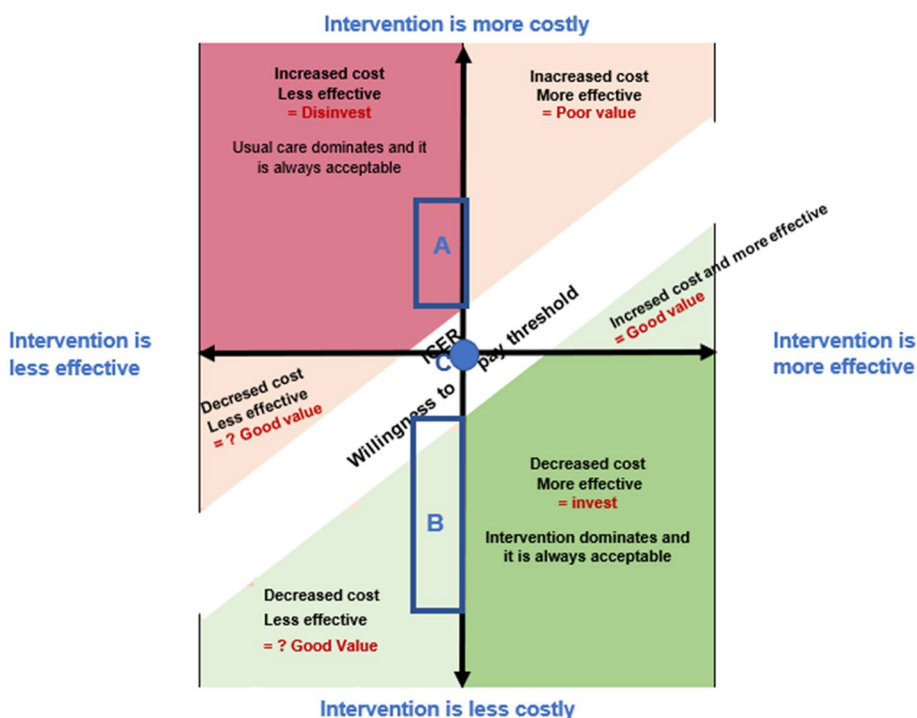 Intervention is more costly
Increased cost
Less effective
= Disinvest
Usual care dominates and it
is always acceptable
Inacreased cost
More effective
= Poor value
A
Incresed cost and more effective
= Good value
Intervention is
less effective
ICER
C
Willingness to pay threshold
Intervention is
more effective
Decresed cost
Less effective
= ? Good value
B
Decreased cost
More effective
= invest
Intervention dominates and
it is always acceptable
Decreased cost
Less effective
= ? Good Value
Intervention is less costly